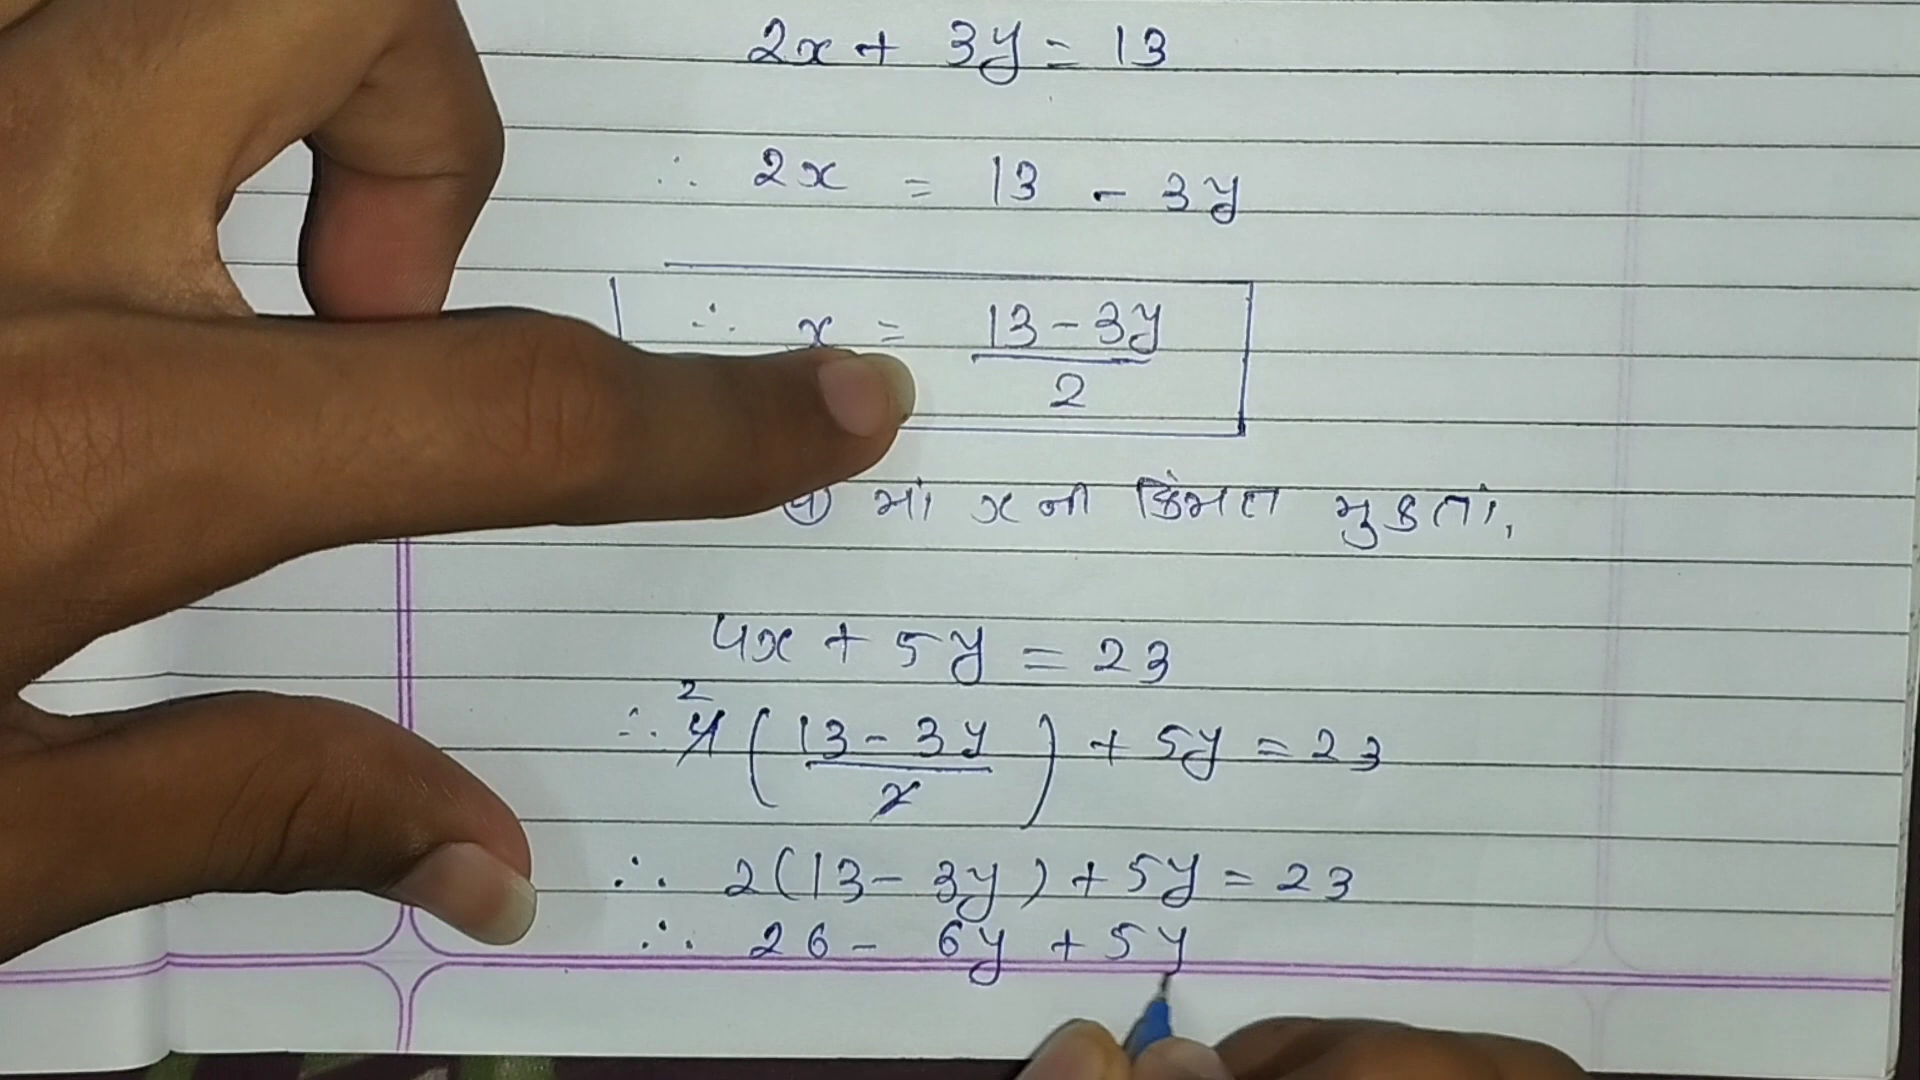 2x + 3y = 13
∴ 2x = 13 - 3y
∴ x = (13 - 3y)/2
માં x ની કિંમત મુકતાં,
4x + 5y = 23
∴ 4^2 ((13 - 3y)/2) + 5y = 23
∴ 2(13 - 3y) + 5y = 23
∴ 26 - 6y + 5y